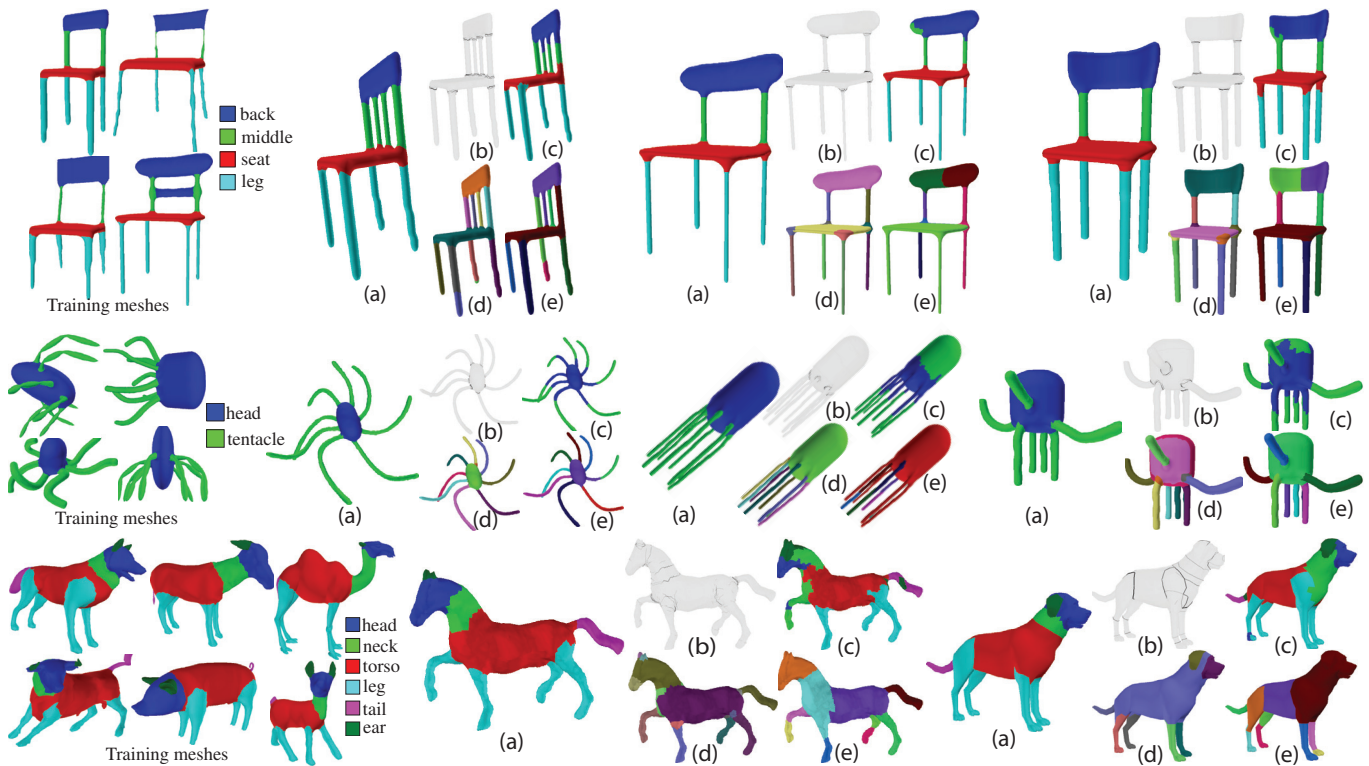 back
middle
seat
leg
Training meshes
(a)
(b)
(c)
(d)
(e)
(a)
(b)
(c)
(d)
(e)
(a)
(b)
(c)
(d)
(e)
head
tentacle
Training meshes
(a)
(b)
(c)
(d)
(e)
(a)
(b)
(c)
(d)
(e)
(a)
(b)
(c)
(d)
(e)
head
neck
torso
leg
tail
ear
Training meshes
(a)
(b)
(c)
(d)
(e)
(a)
(b)
(c)
(d)
(e)